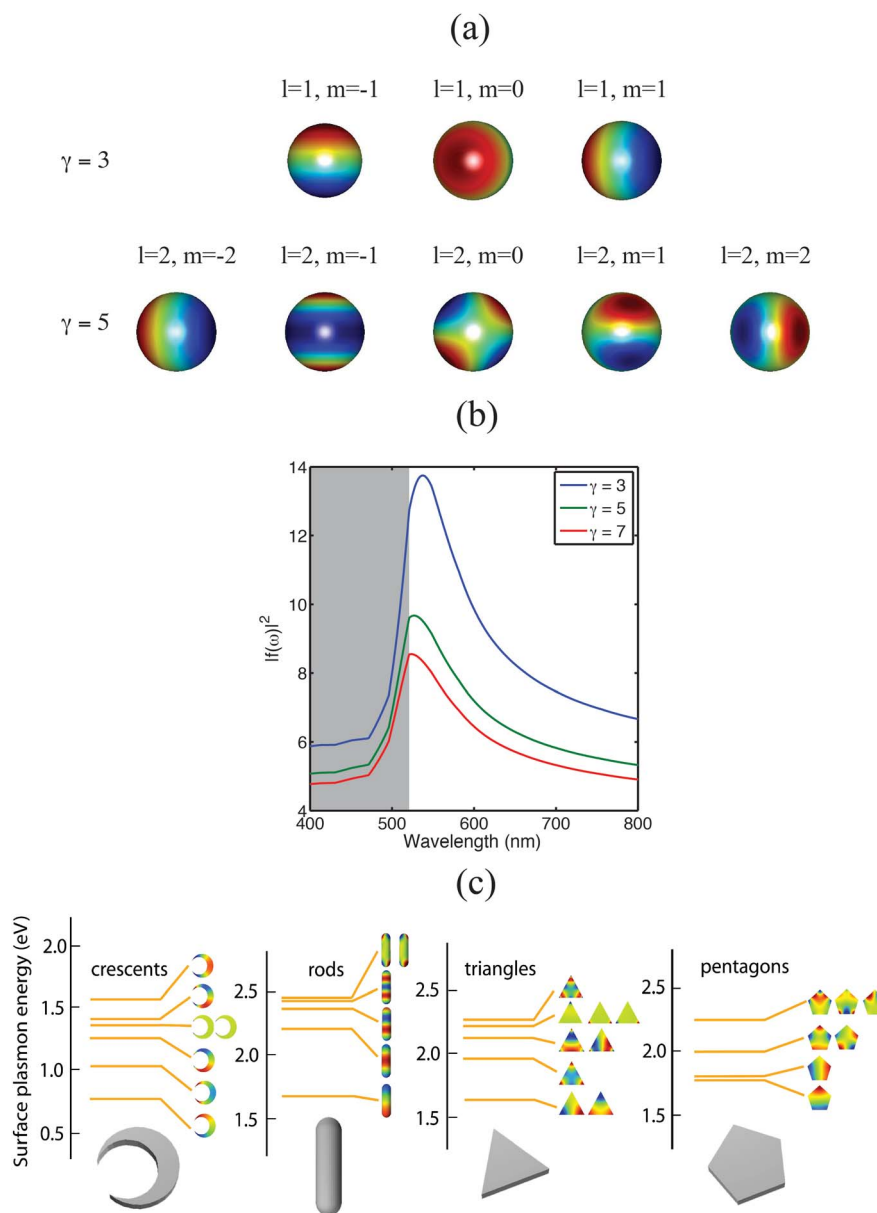 (a)
l=1, m=-1 l=1, m=0 l=1, m=1
γ = 3
l=2, m=-2 l=2, m=-1 l=2, m=0 l=2, m=1 l=2, m=2
γ = 5
(b)
14
12
10
8
6
4
|f(ω)|²
γ = 3
γ = 5
γ = 7
400 500 600 700 800
Wavelength (nm)
(c)
Surface plasmon energy (eV)
2.0
1.5
1.0
0.5
crescents
2.5
2.0
1.5
rods
2.5
2.0
1.5
triangles
2.5
2.0
1.5
pentagons